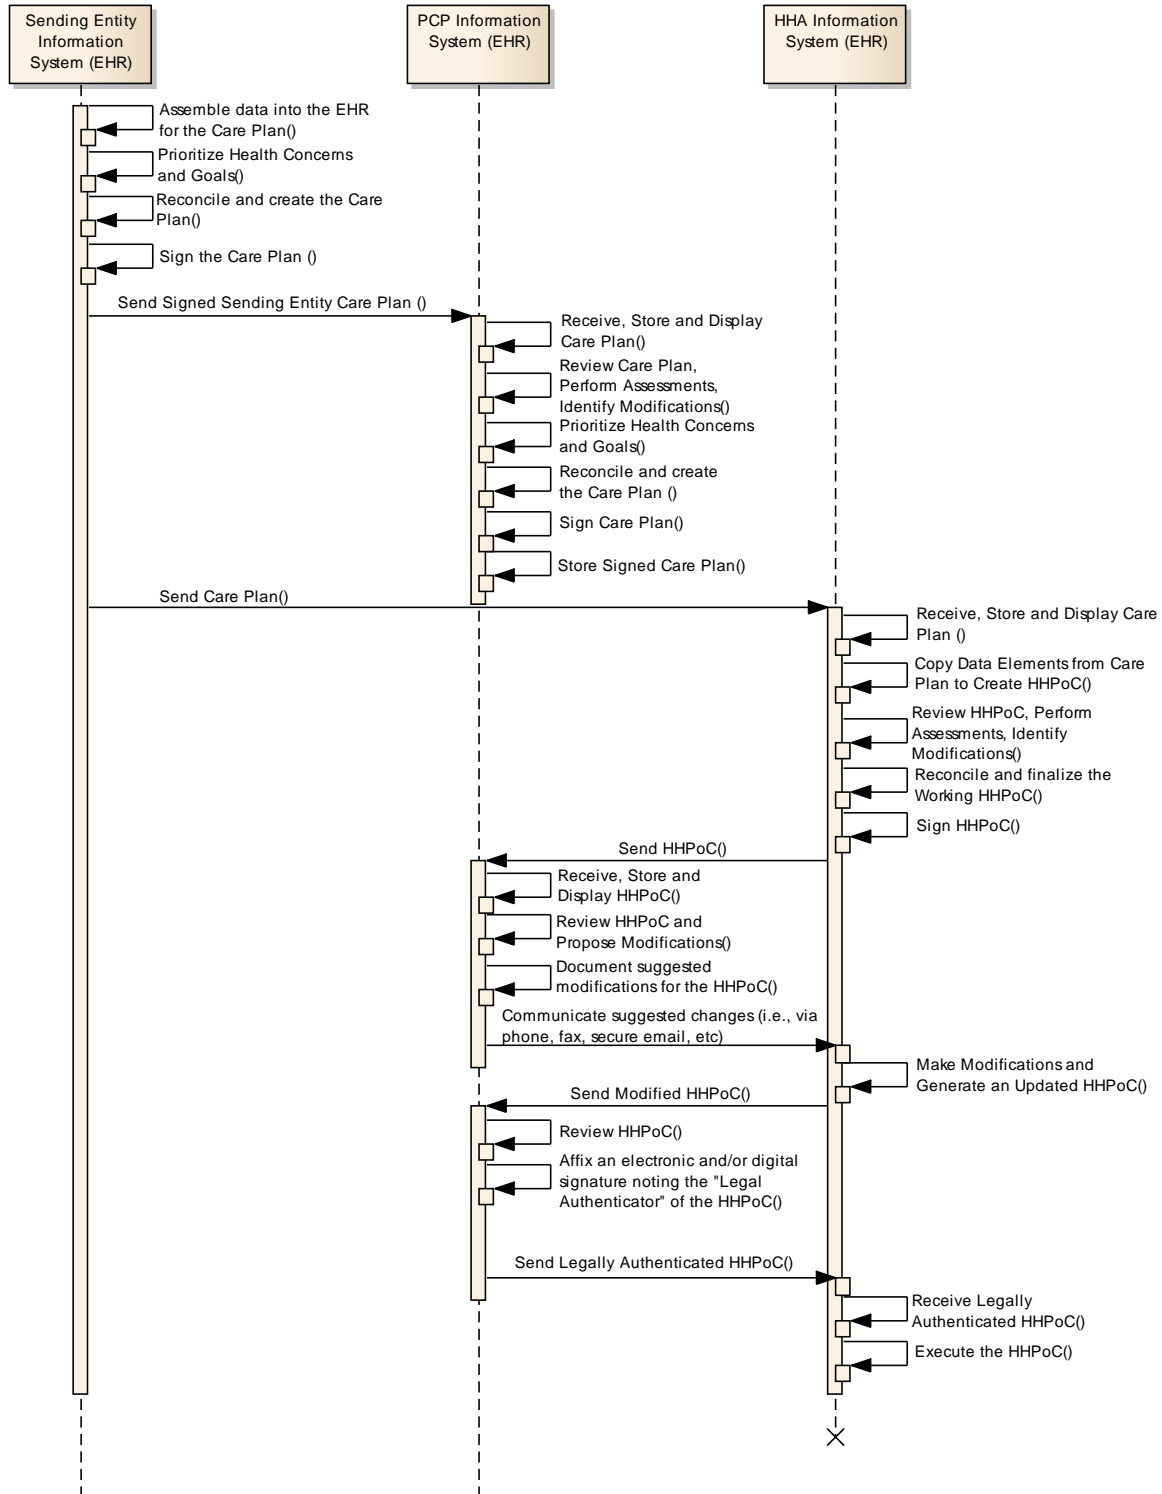 Sending Entity
Information
System (EHR)
PCP Information
System (EHR)
HHA Information
System (EHR)
Assemble data into the EHR
for the Care Plan()
Prioritize Health Concerns
and Goals()
Reconcile and create the Care
Plan()
Sign the Care Plan ()
Send Signed Sending Entity Care Plan ()
Receive, Store and Display
Care Plan()
Review Care Plan,
Perform Assessments,
Identify Modifications()
Prioritize Health Concerns
and Goals()
Reconcile and create
the Care Plan ()
Sign Care Plan()
Store Signed Care Plan()
Send Care Plan()
Receive, Store and Display Care
Plan ()
Copy Data Elements from Care
Plan to Create HHPoC()
Review HHPoC, Perform
Assessments, Identify
Modifications()
Reconcile and finalize the
Working HHPoC()
Sign HHPoC()
Send HHPoC()
Receive, Store and
Display HHPoC()
Review HHPoC and
Propose Modifications()
Document suggested
modifications for the HHPoC()
Communicate suggested changes (i.e., via
phone, fax, secure email, etc)
Make Modifications and
Generate an Updated HHPoC()
Send Modified HHPoC()
Review HHPoC()
Affix an electronic and/or digital
signature noting the "Legal
Authenticator" of the HHPoC()
Send Legally Authenticated HHPoC()
Receive Legally
Authenticated HHPoC()
Execute the HHPoC()